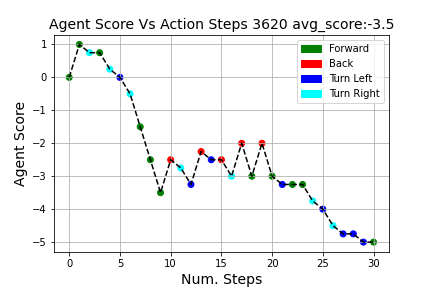 Agent Score Vs Action Steps 3620 avg_score:-3.5
Forward
Back
Turn Left
Turn Right
Agent Score
1
0
−1
−2
−3
−4
−5
0 5 10 15 20 25 30
Num. Steps